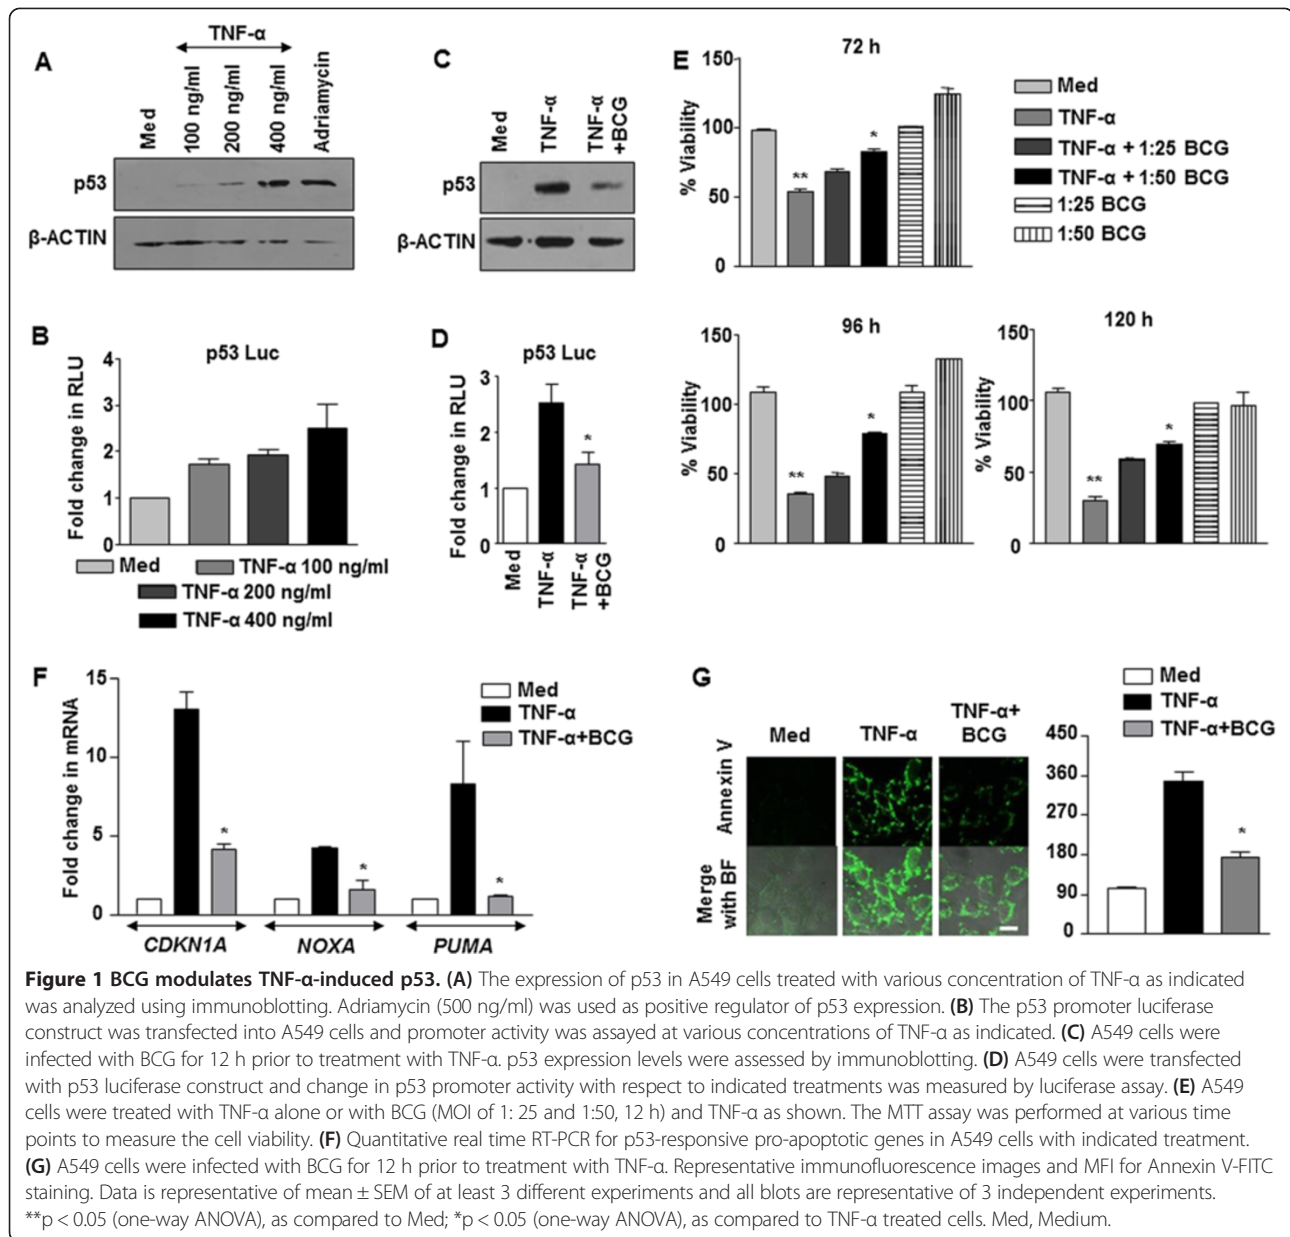 A
TNF-α
Med
100 ng/ml
200 ng/ml
400 ng/ml
Adriamycin
p53
β-ACTIN
B
p53 Luc
Fold change in RLU
4
3
2
1
0
Med
TNF-α 100 ng/ml
TNF-α 200 ng/ml
TNF-α 400 ng/ml
C
Med
TNF-α
TNF-α
+BCG
p53
β-ACTIN
D
p53 Luc
Fold change in RLU
3
2
1
0
*
Med
TNF-α
TNF-α
+BCG
E
72 h
% Viability
150
100
50
0
**
*
Med
TNF-α
TNF-α + 1:25 BCG
TNF-α + 1:50 BCG
1:25 BCG
1:50 BCG
96 h
% Viability
150
100
50
0
**
*
120 h
% Viability
150
100
50
0
**
*
F
Fold change in mRNA
15
10
5
0
Med
TNF-α
TNF-α+BCG
*
*
*
CDKN1A
NOXA
PUMA
G
Med
TNF-α
TNF-α+
BCG
Annexin V
Merge
with BF
Med
TNF-α
TNF-α+BCG
450
360
270
180
90
0
*
Figure 1 BCG modulates TNF-α-induced p53. (A) The expression of p53 in A549 cells treated with various concentration of TNF-α as indicated
was analyzed using immunoblotting. Adriamycin (500 ng/ml) was used as positive regulator of p53 expression. (B) The p53 promoter luciferase
construct was transfected into A549 cells and promoter activity was assayed at various concentrations of TNF-α as indicated. (C) A549 cells were
infected with BCG for 12 h prior to treatment with TNF-α. p53 expression levels were assessed by immunoblotting. (D) A549 cells were transfected
with p53 luciferase construct and change in p53 promoter activity with respect to indicated treatments was measured by luciferase assay. (E) A549
cells were treated with TNF-α alone or with BCG (MOI of 1: 25 and 1:50, 12 h) and TNF-α as shown. The MTT assay was performed at various time
points to measure the cell viability. (F) Quantitative real time RT-PCR for p53-responsive pro-apoptotic genes in A549 cells with indicated treatment.
(G) A549 cells were infected with BCG for 12 h prior to treatment with TNF-α. Representative immunofluorescence images and MFI for Annexin V-FITC
staining. Data is representative of mean ± SEM of at least 3 different experiments and all blots are representative of 3 independent experiments.
**p < 0.05 (one-way ANOVA), as compared to Med; *p < 0.05 (one-way ANOVA), as compared to TNF-α treated cells. Med, Medium.